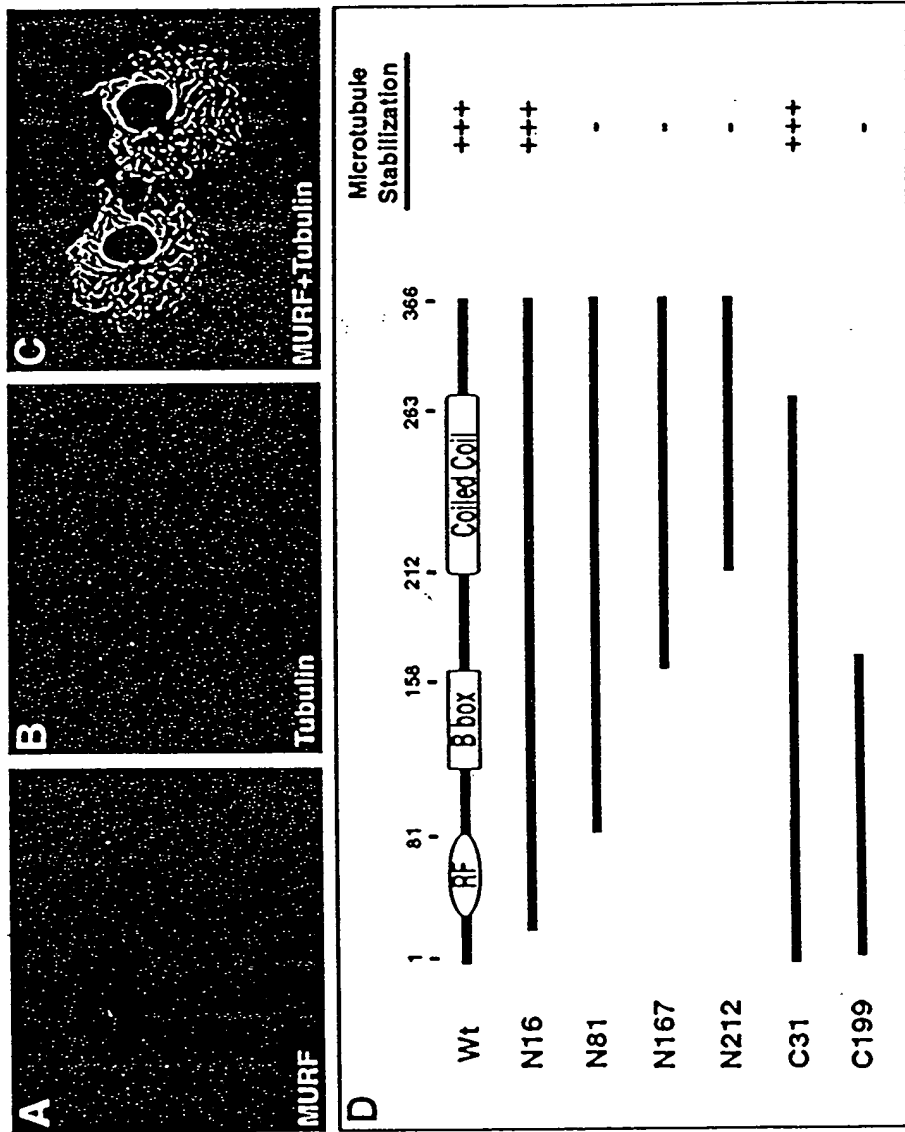 A
MURF
B
Tubulin
C
MURF+Tubulin
D
Microtubule
Stabilization
1 81 158 212 263 366
Wt RF B box Coiled Coil +++
N16 +++
N81 -
N167 -
N212 -
C31 +++
C199 -